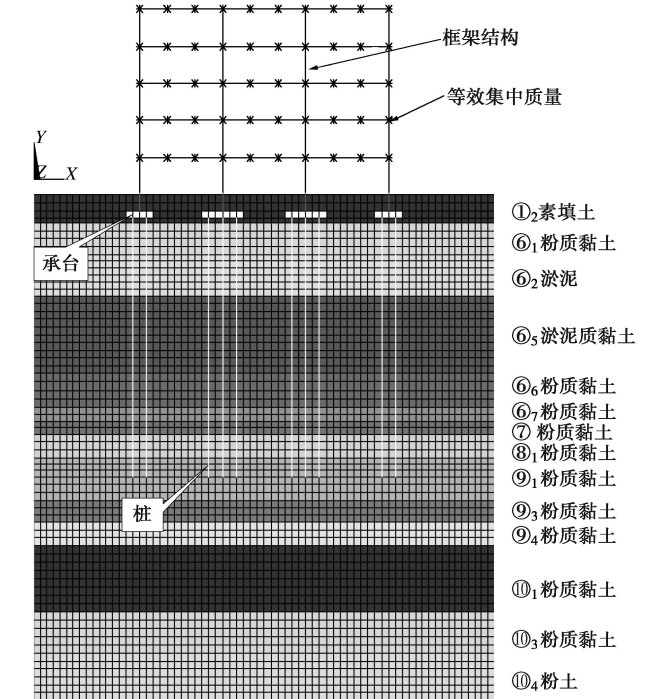 框架结构
等效集中质量
Y
Z X
①2素填土
⑥1粉质黏土
承台
⑥2淤泥
⑥5淤泥质黏土
⑥6粉质黏土
⑥7粉质黏土
⑦ 粉质黏土
⑧1粉质黏土
⑨1粉质黏土
桩
⑨3粉质黏土
⑨4粉质黏土
⑩1粉质黏土
⑩3粉质黏土
⑩4粉土